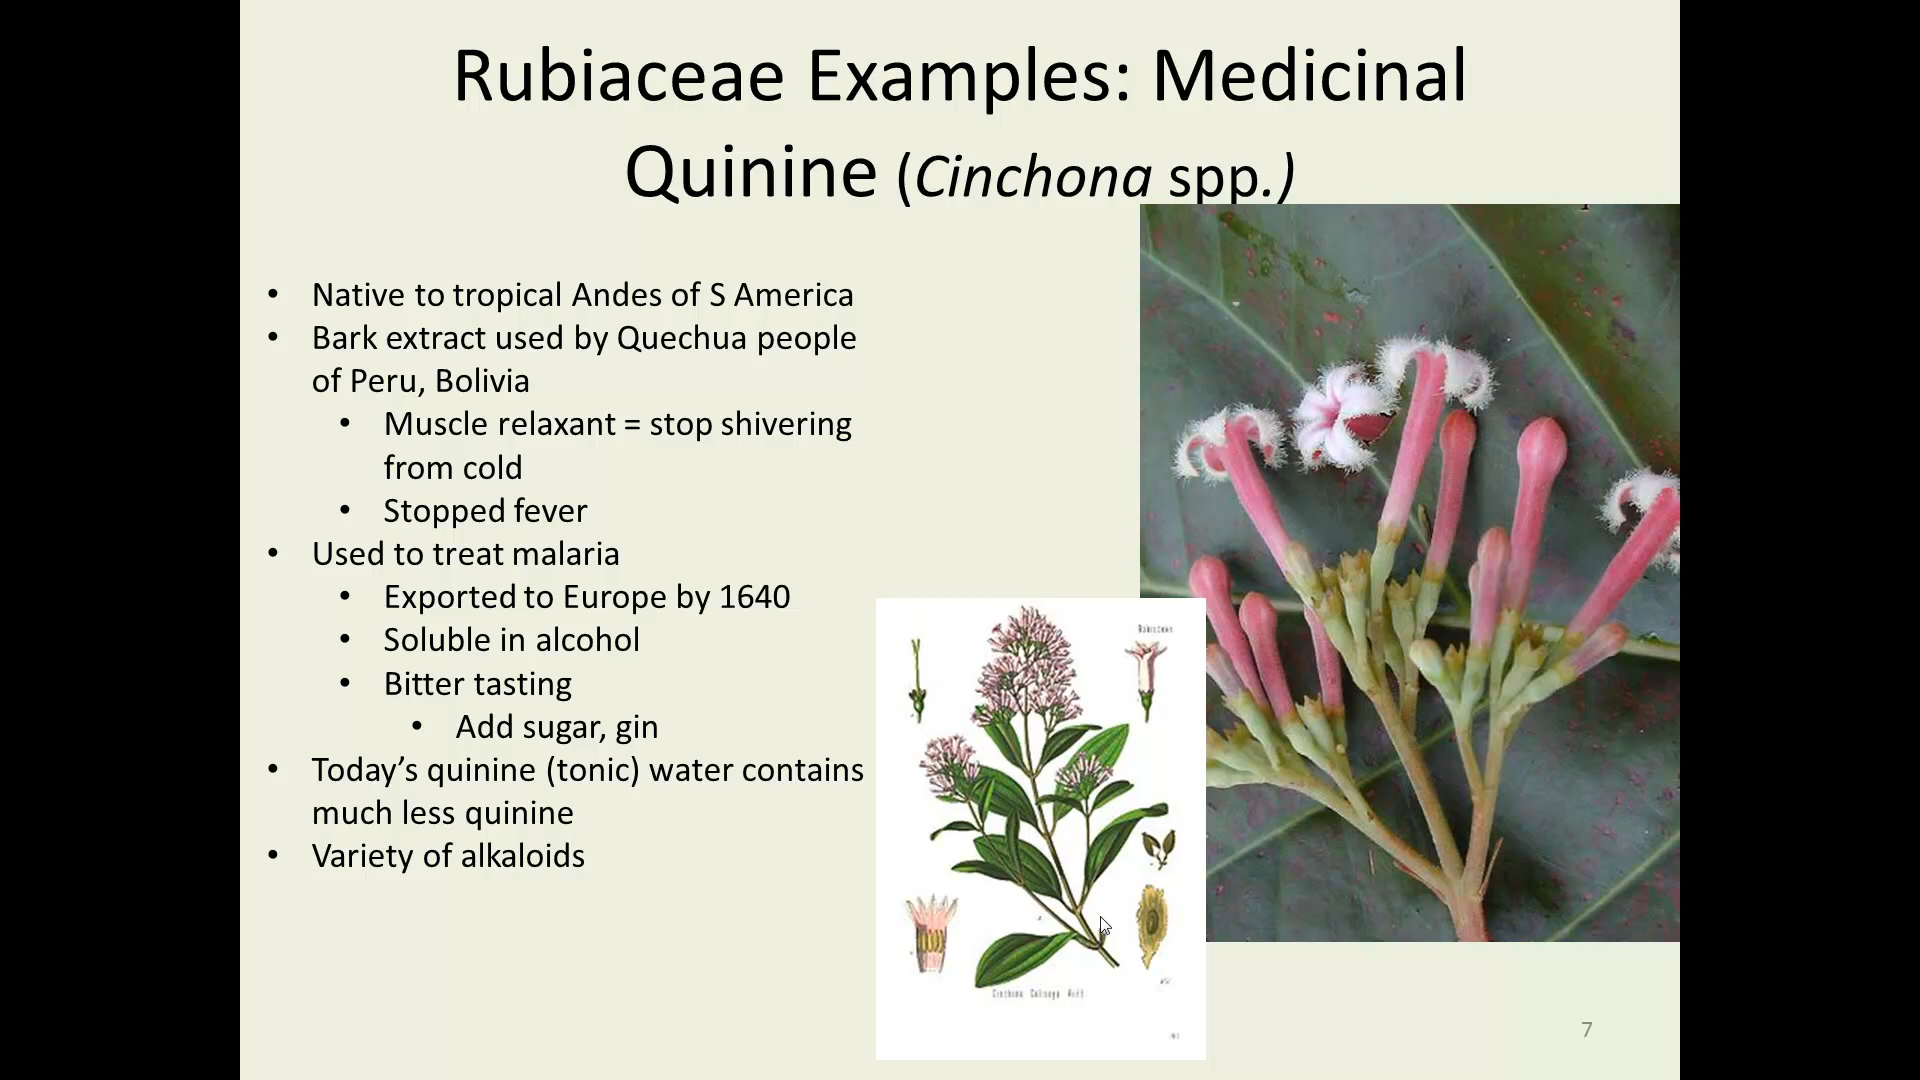 Rubiaceae Examples: Medicinal
Quinine (Cinchona spp.)
• Native to tropical Andes of S America
• Bark extract used by Quechua people
of Peru, Bolivia
• Muscle relaxant = stop shivering
from cold
• Stopped fever
• Used to treat malaria
• Exported to Europe by 1640
• Soluble in alcohol
• Bitter tasting
• Add sugar, gin
• Today’s quinine (tonic) water contains
much less quinine
• Variety of alkaloids
Rubiaceae
Cinchona
7